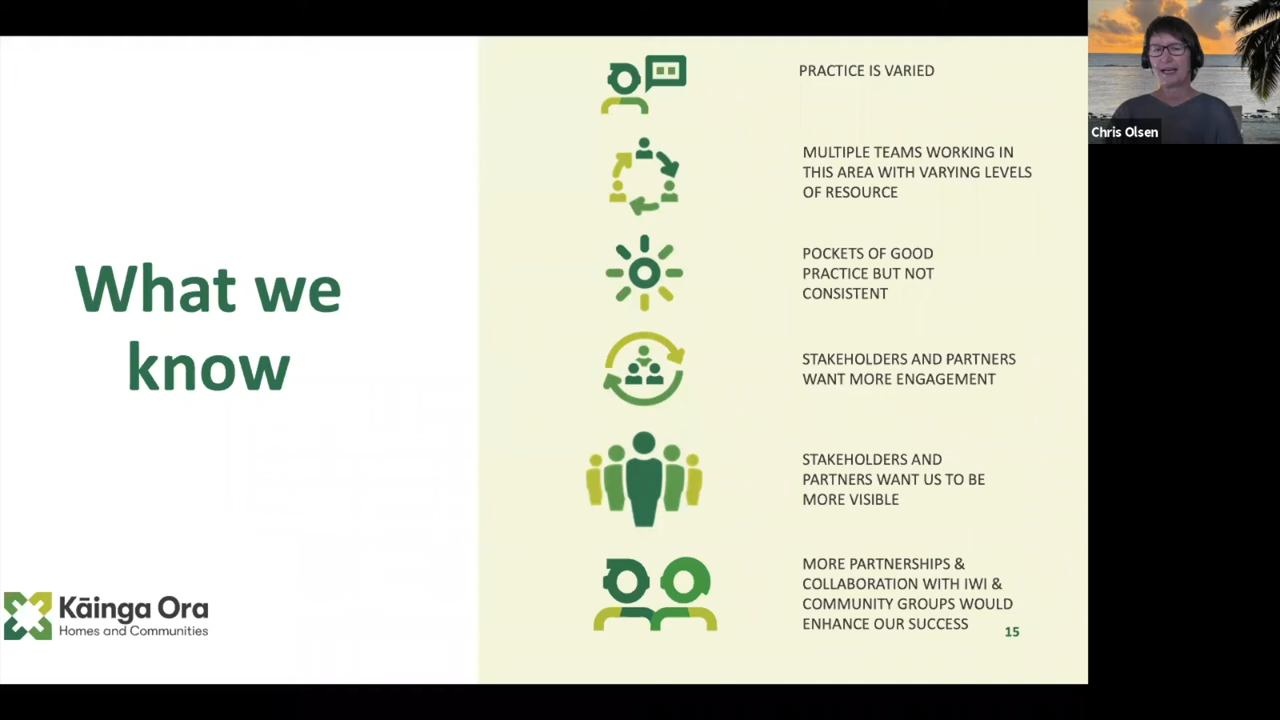 What we
know
Kāinga Ora
Homes and Communities
PRACTICE IS VARIED
MULTIPLE TEAMS WORKING IN
THIS AREA WITH VARYING LEVELS
OF RESOURCE
POCKETS OF GOOD
PRACTICE BUT NOT
CONSISTENT
STAKEHOLDERS AND PARTNERS
WANT MORE ENGAGEMENT
STAKEHOLDERS AND
PARTNERS WANT US TO BE
MORE VISIBLE
MORE PARTNERSHIPS &
COLLABORATION WITH IWI &
COMMUNITY GROUPS WOULD
ENHANCE OUR SUCCESS
15
Chris Olsen